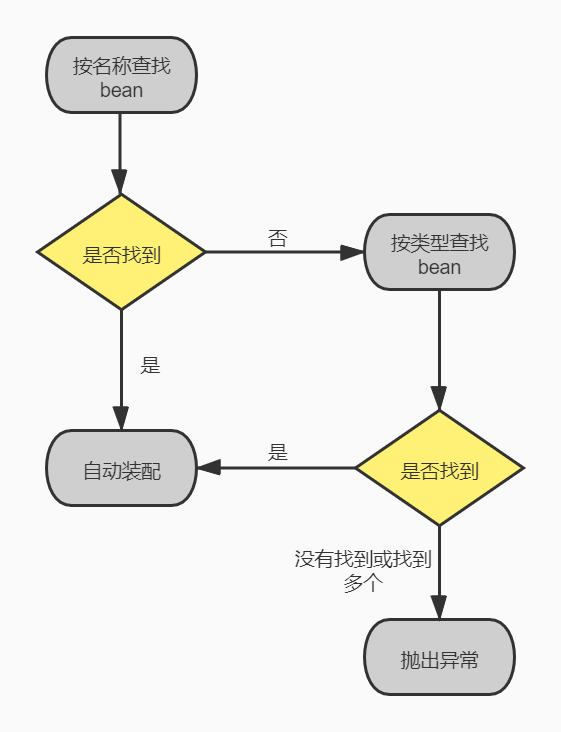 按名称查找
bean
是否找到
否
按类型查找
bean
是
自动装配
是
是否找到
没有找到或找到
多个
抛出异常